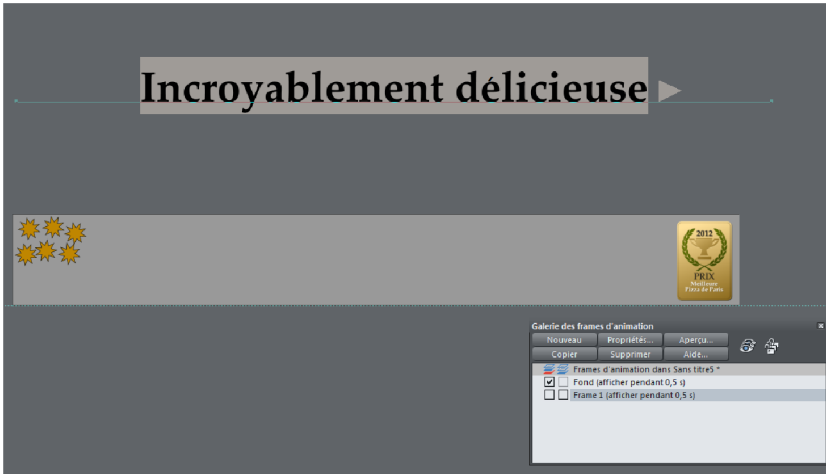 Incroyablement délicieuse
2012
PRIX
Meilleure
Pizza de Paris
Galerie des frames d'animation
Nouveau Propriétés... Aperçu...
Copier Supprimer Aide...
Frames d'animation dans Sans titre5 *
Fond (afficher pendant 0,5 s)
Frame 1 (afficher pendant 0,5 s)